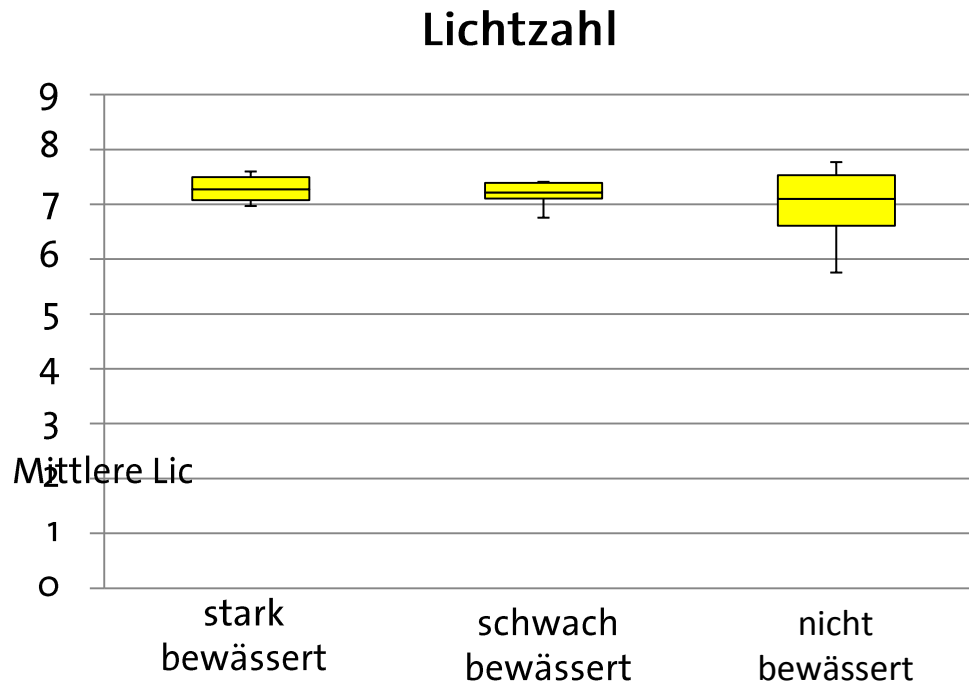 Lichtzahl
9
8
7
6
5
4
3
Mittlere Lic
2
1
0
stark
bewässert
schwach
bewässert
nicht
bewässert